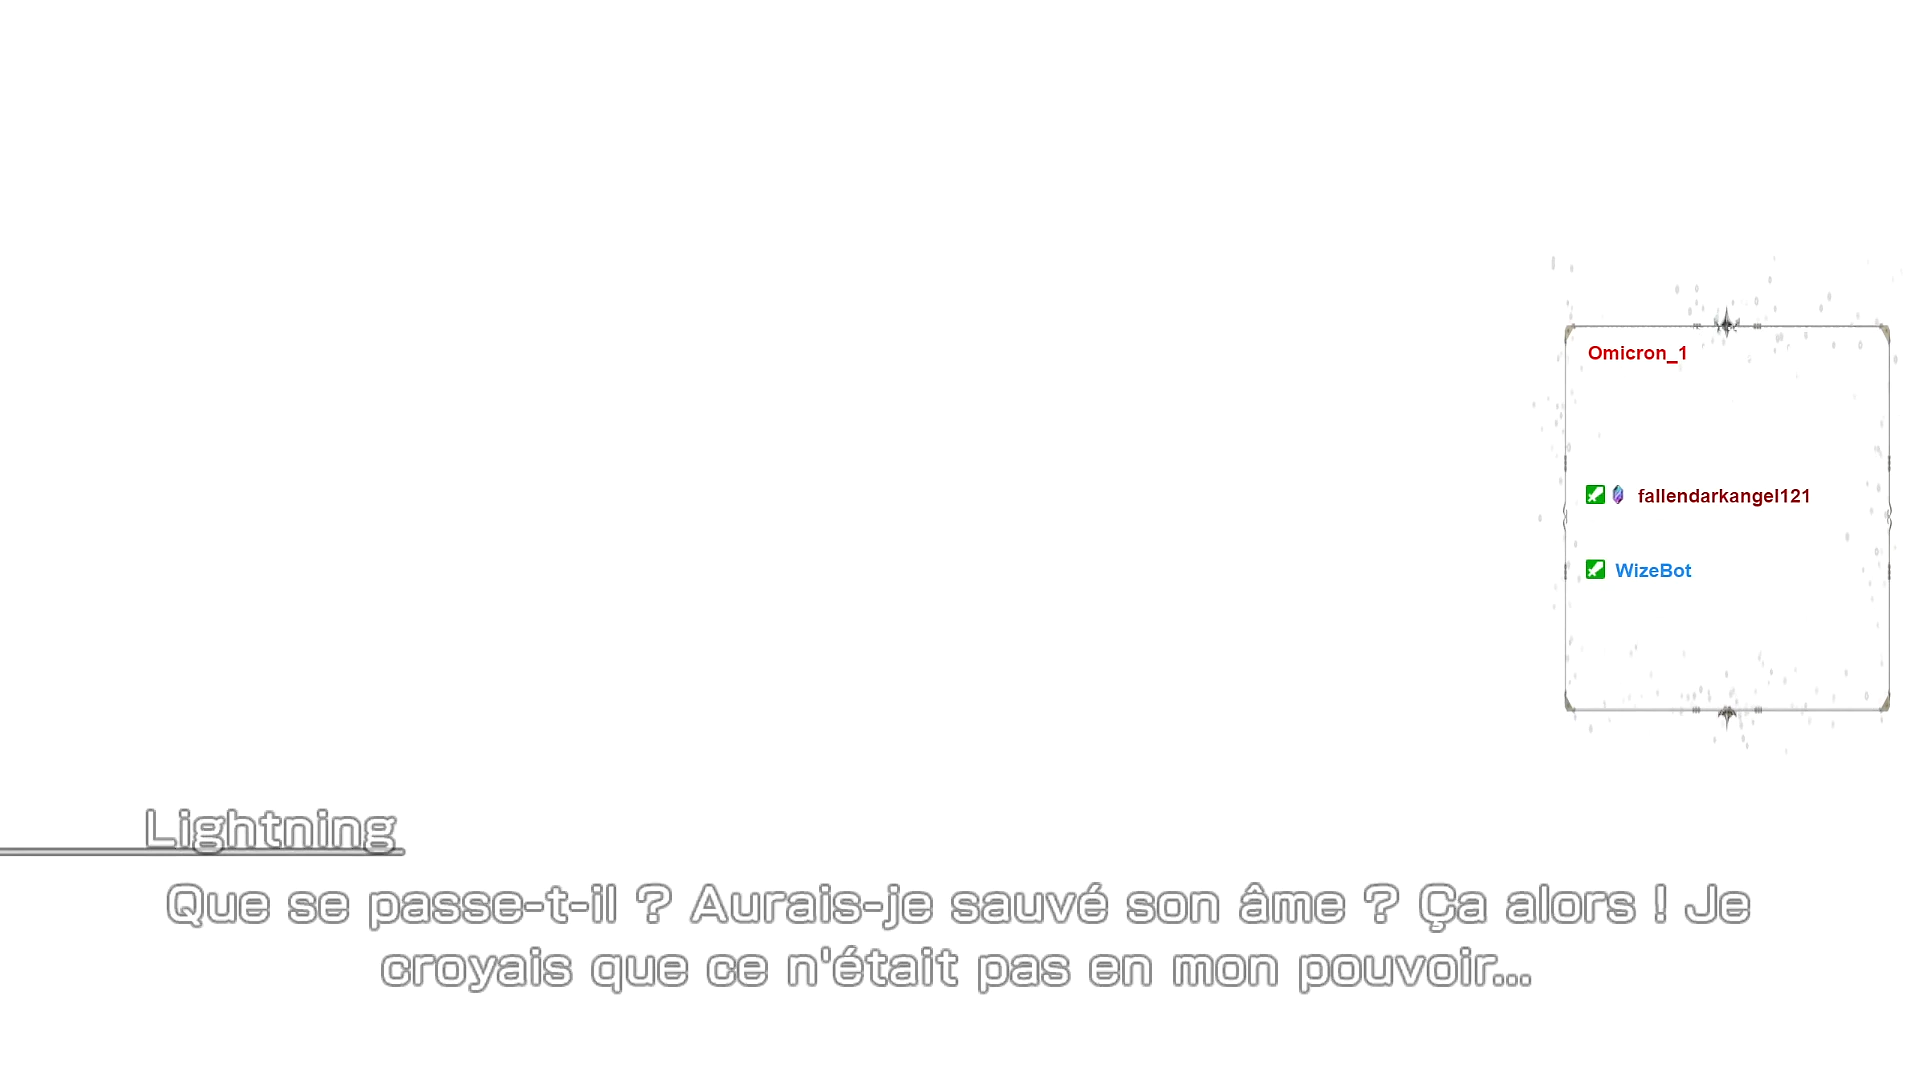 Omicron_1
fallendarkangel121
WizeBot
Lightning
Que se passe-t-il ? Aurais-je sauvé son âme ? Ça alors ! Je
croyais que ce n'était pas en mon pouvoir...